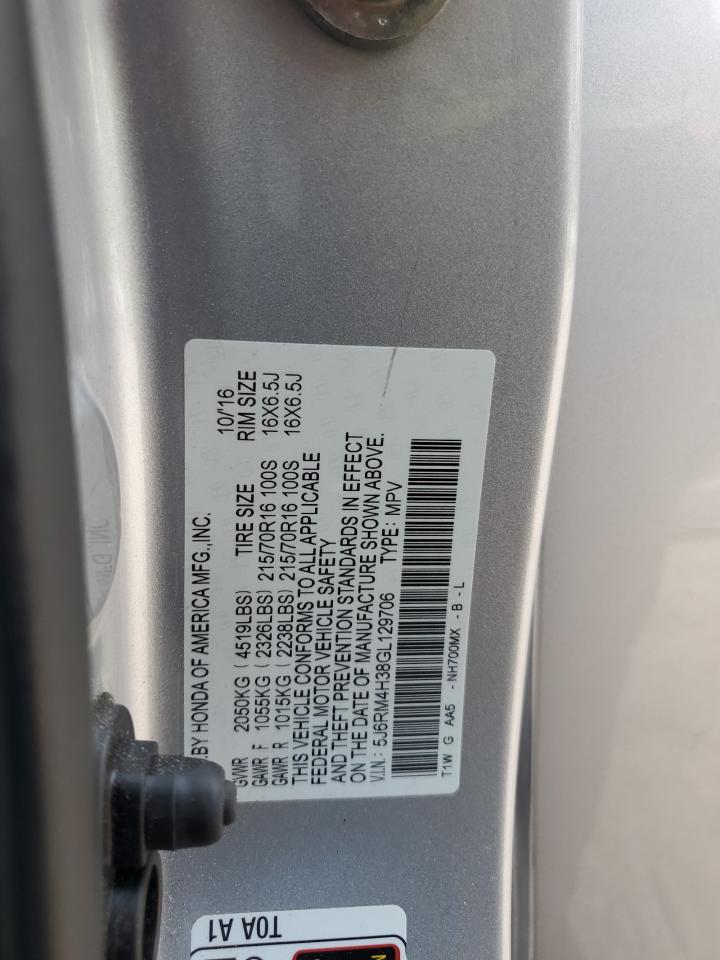 BY HONDA OF AMERICA MFG.,INC. 10/'16
GVWR 2050KG ( 4519LBS) TIRE SIZE RIM SIZE
GAWR F 1055KG ( 2326LBS) 215/70R16 100S 16X6.5J
GAWR R 1015KG ( 2238LBS) 215/70R16 100S 16X6.5J
THIS VEHICLE CONFORMS TO ALL APPLICABLE
FEDERAL MOTOR VEHICLE SAFETY
AND THEFT PREVENTION STANDARDS IN EFFECT
ON THE DATE OF MANUFACTURE SHOWN ABOVE.
V.I.N.: 5J6RM4H38GL129706 TYPE: MPV
T1W G AA5 - NH700MX - B - L
T0A A1